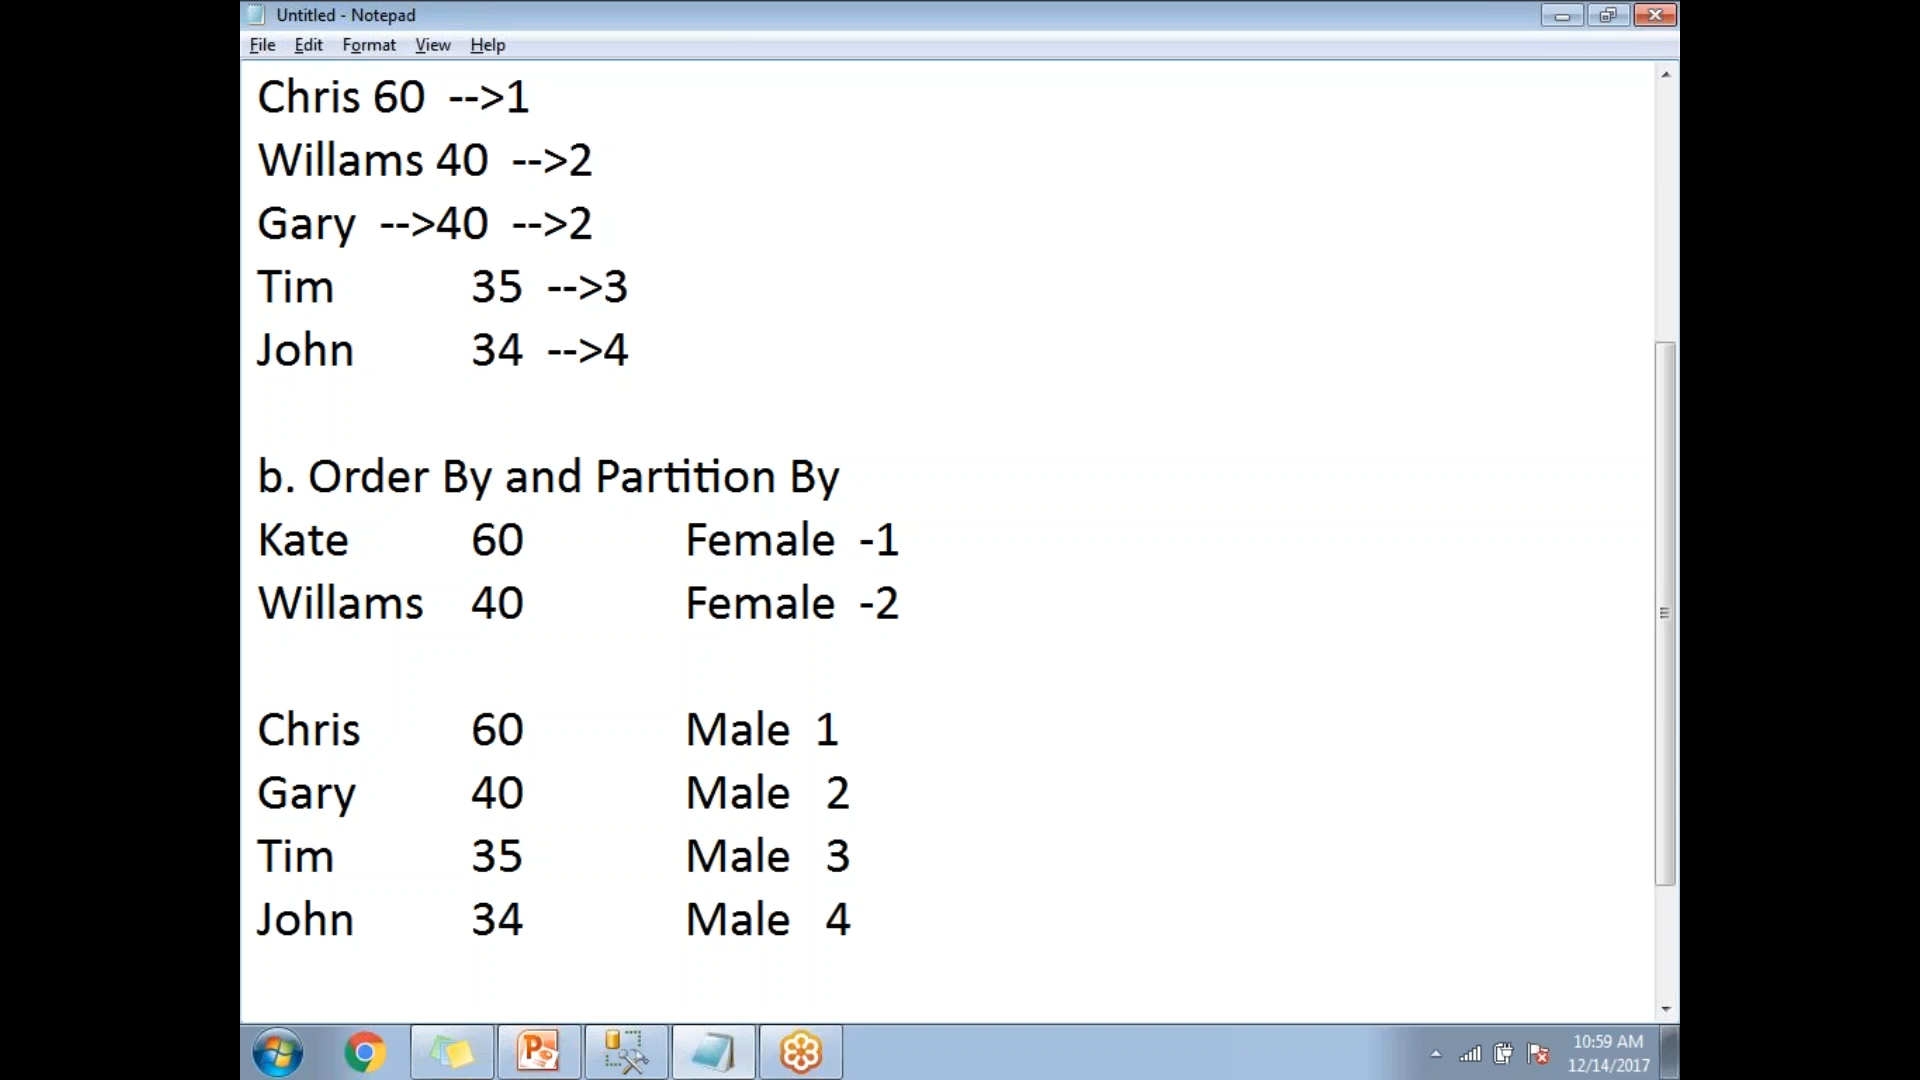 Untitled - Notepad
File Edit Format View Help
Chris 60 -->1
Willams 40 -->2
Gary -->40 -->2
Tim 35 -->3
John 34 -->4
b. Order By and Partition By
Kate 60 Female -1
Willams 40 Female -2
Chris 60 Male 1
Gary 40 Male 2
Tim 35 Male 3
John 34 Male 4
10:59 AM
12/14/2017